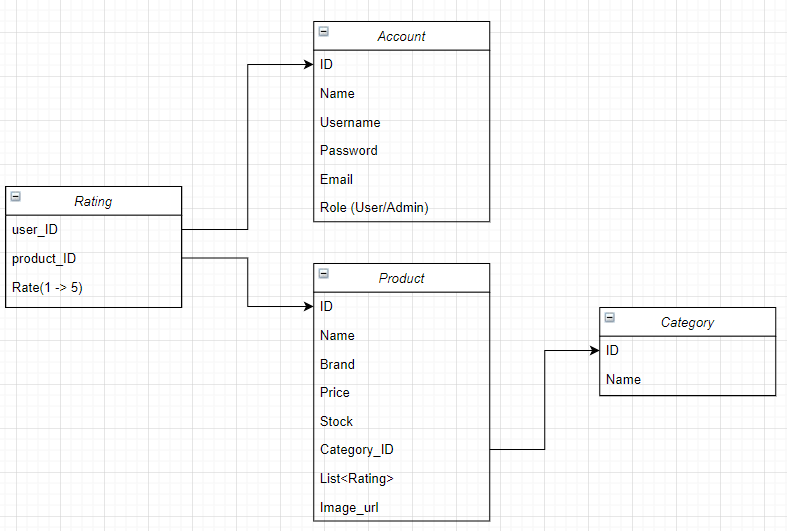 Account
ID
Name
Username
Password
Email
Role (User/Admin)
Rating
user_ID
product_ID
Rate(1 -> 5)
Product
ID
Name
Brand
Price
Stock
Category_ID
List<Rating>
Image_url
Category
ID
Name